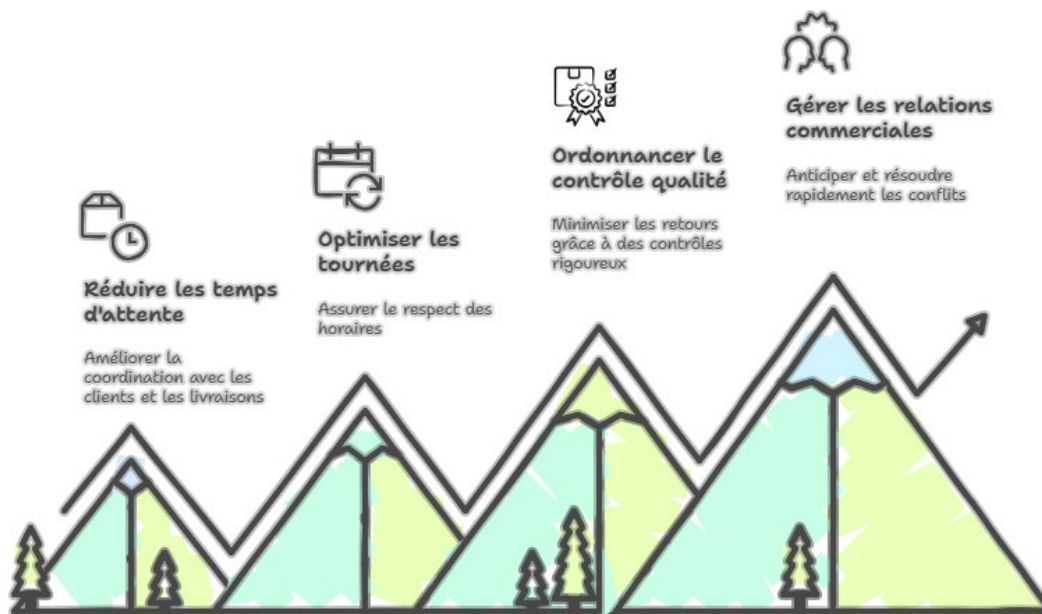 Réduire les temps
d'attente
Améliorer la
coordination avec les
clients et les livraisons
Optimiser les
tournées
Assurer le respect des
horaires
Ordonnancer le
contrôle qualité
Minimiser les retours
grâce à des contrôles
rigoureux
Gérer les relations
commerciales
Anticiper et résoudre
rapidement les conflits